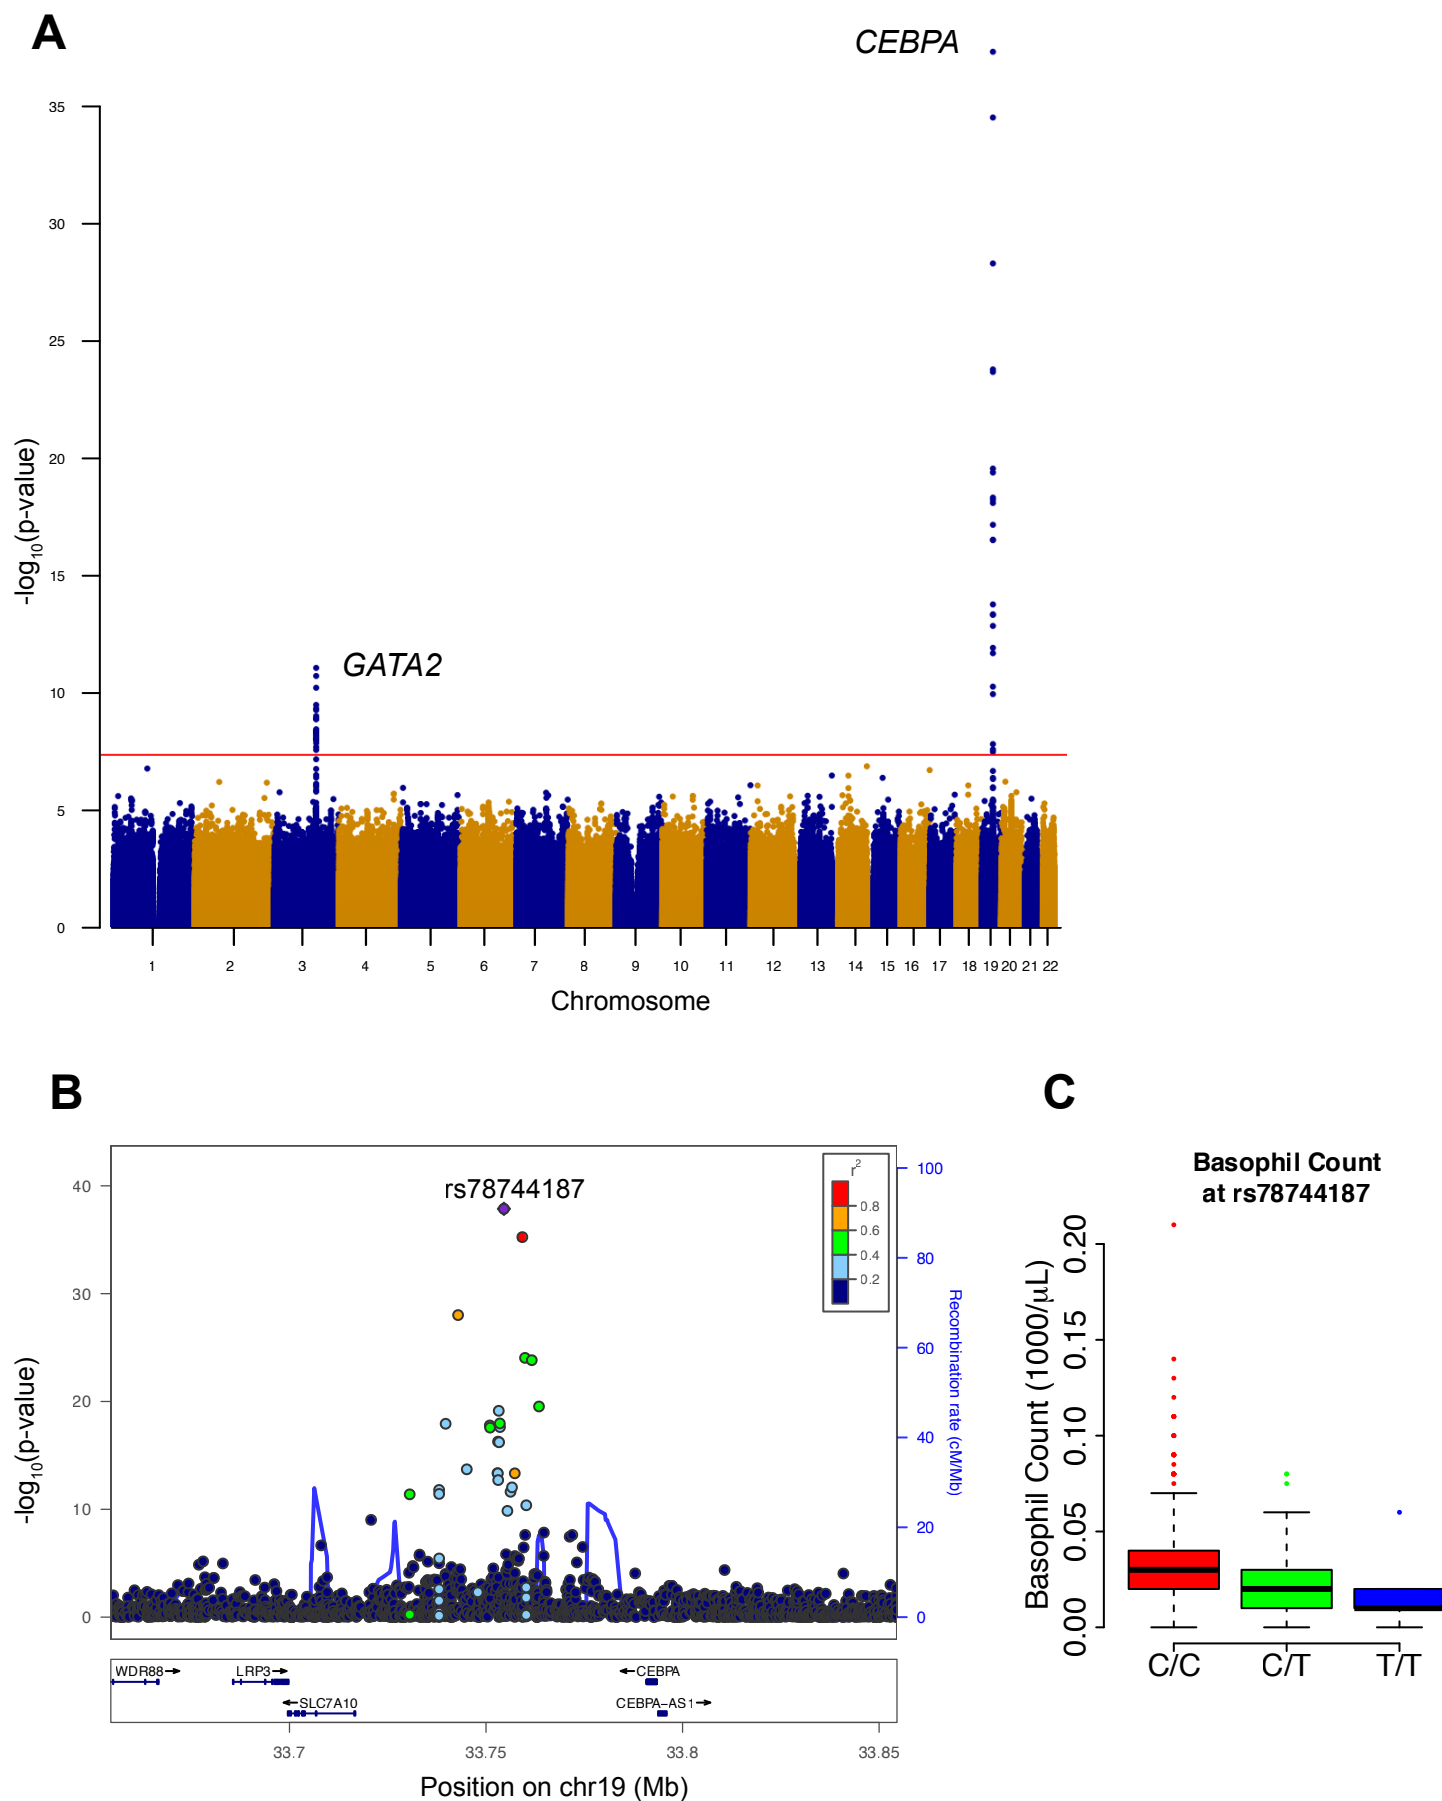 A
CEBPA
35
30
25
20
15
10
5
0
-log10(p-value)
GATA2
1 2 3 4 5 6 7 8 9 10 11 12 13 14 15 16 17 18 19 20 21 22
Chromosome
B
rs78744187
40
30
20
10
0
-log10(p-value)
r2
0.8
0.6
0.4
0.2
100
80
60
40
20
0
Recombination rate (cM/Mb)
WDR88
LRP3
CEBPA
SLC7A10
CEBPA−AS1
33.7 33.75 33.8 33.85
Position on chr19 (Mb)
C
Basophil Count
at rs78744187
0.20
0.15
0.10
0.05
0.00
Basophil Count (1000/μL)
C/C C/T T/T